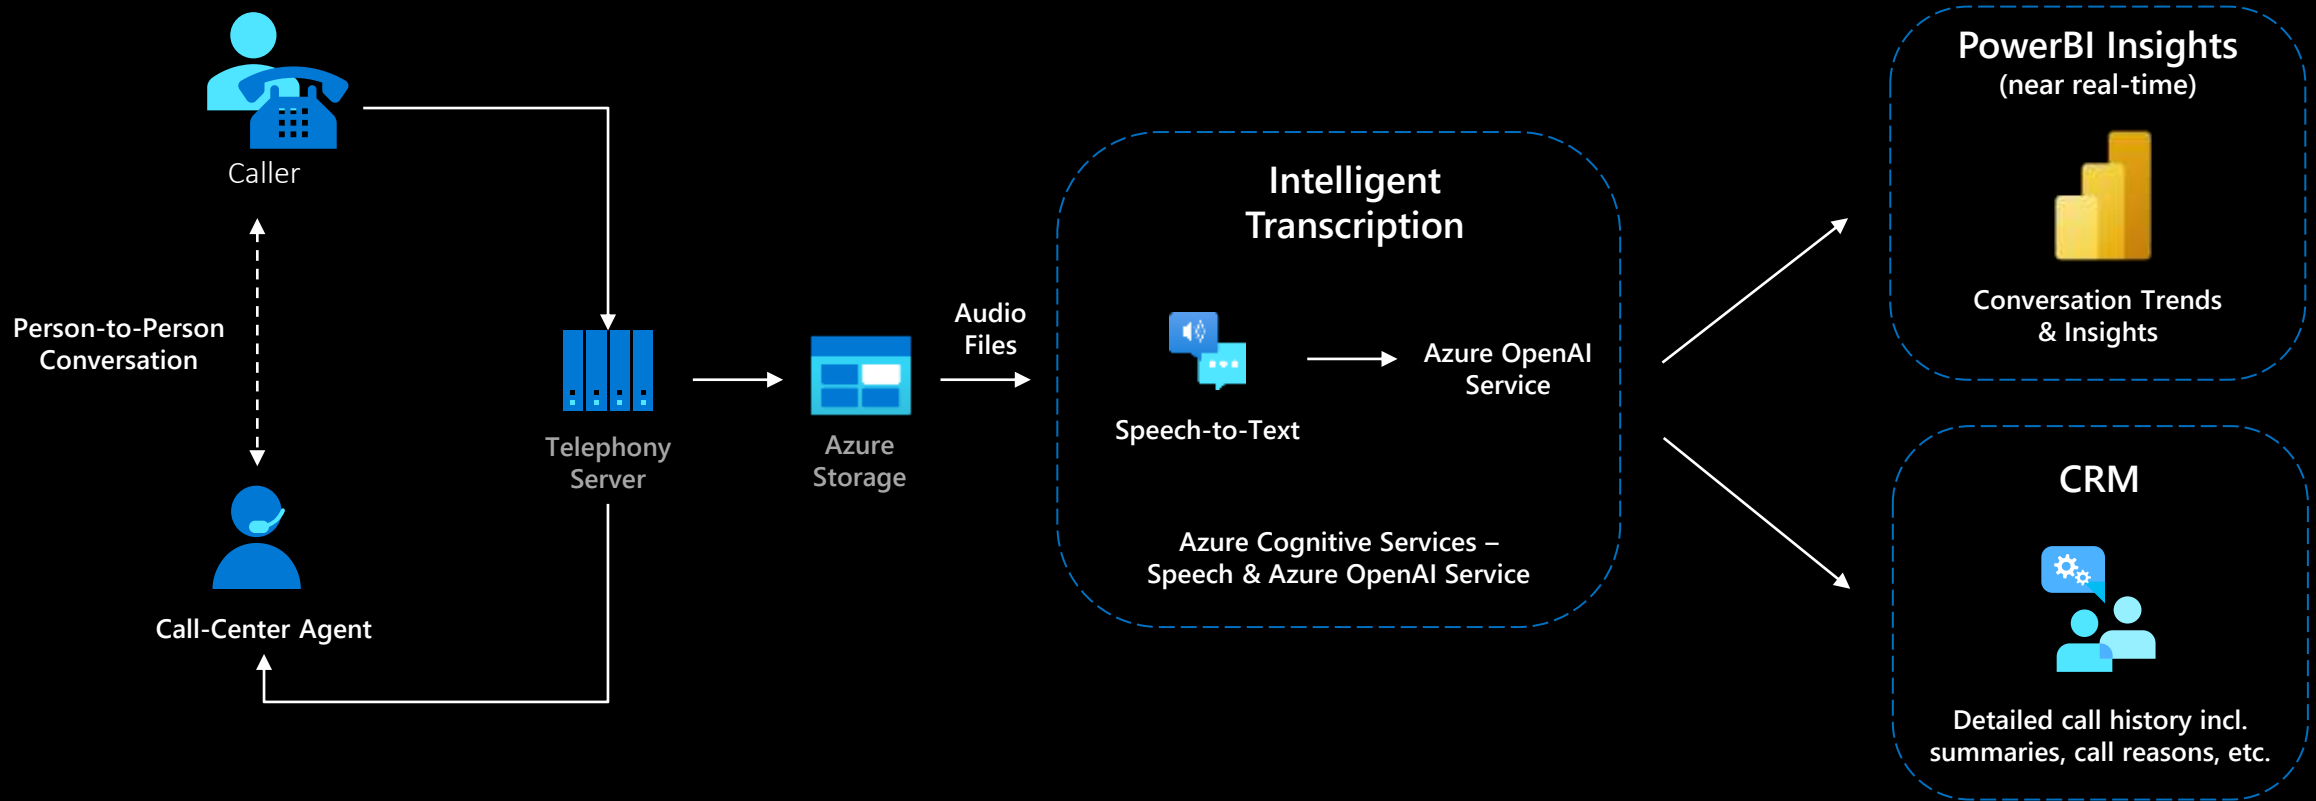 Caller
Person-to-Person
Conversation
Call-Center Agent
Telephony
Server
Azure
Storage
Audio
Files
Intelligent
Transcription
Speech-to-Text
Azure OpenAI
Service
Azure Cognitive Services –
Speech & Azure OpenAI Service
PowerBI Insights
(near real-time)
Conversation Trends
& Insights
CRM
Detailed call history incl.
summaries, call reasons, etc.